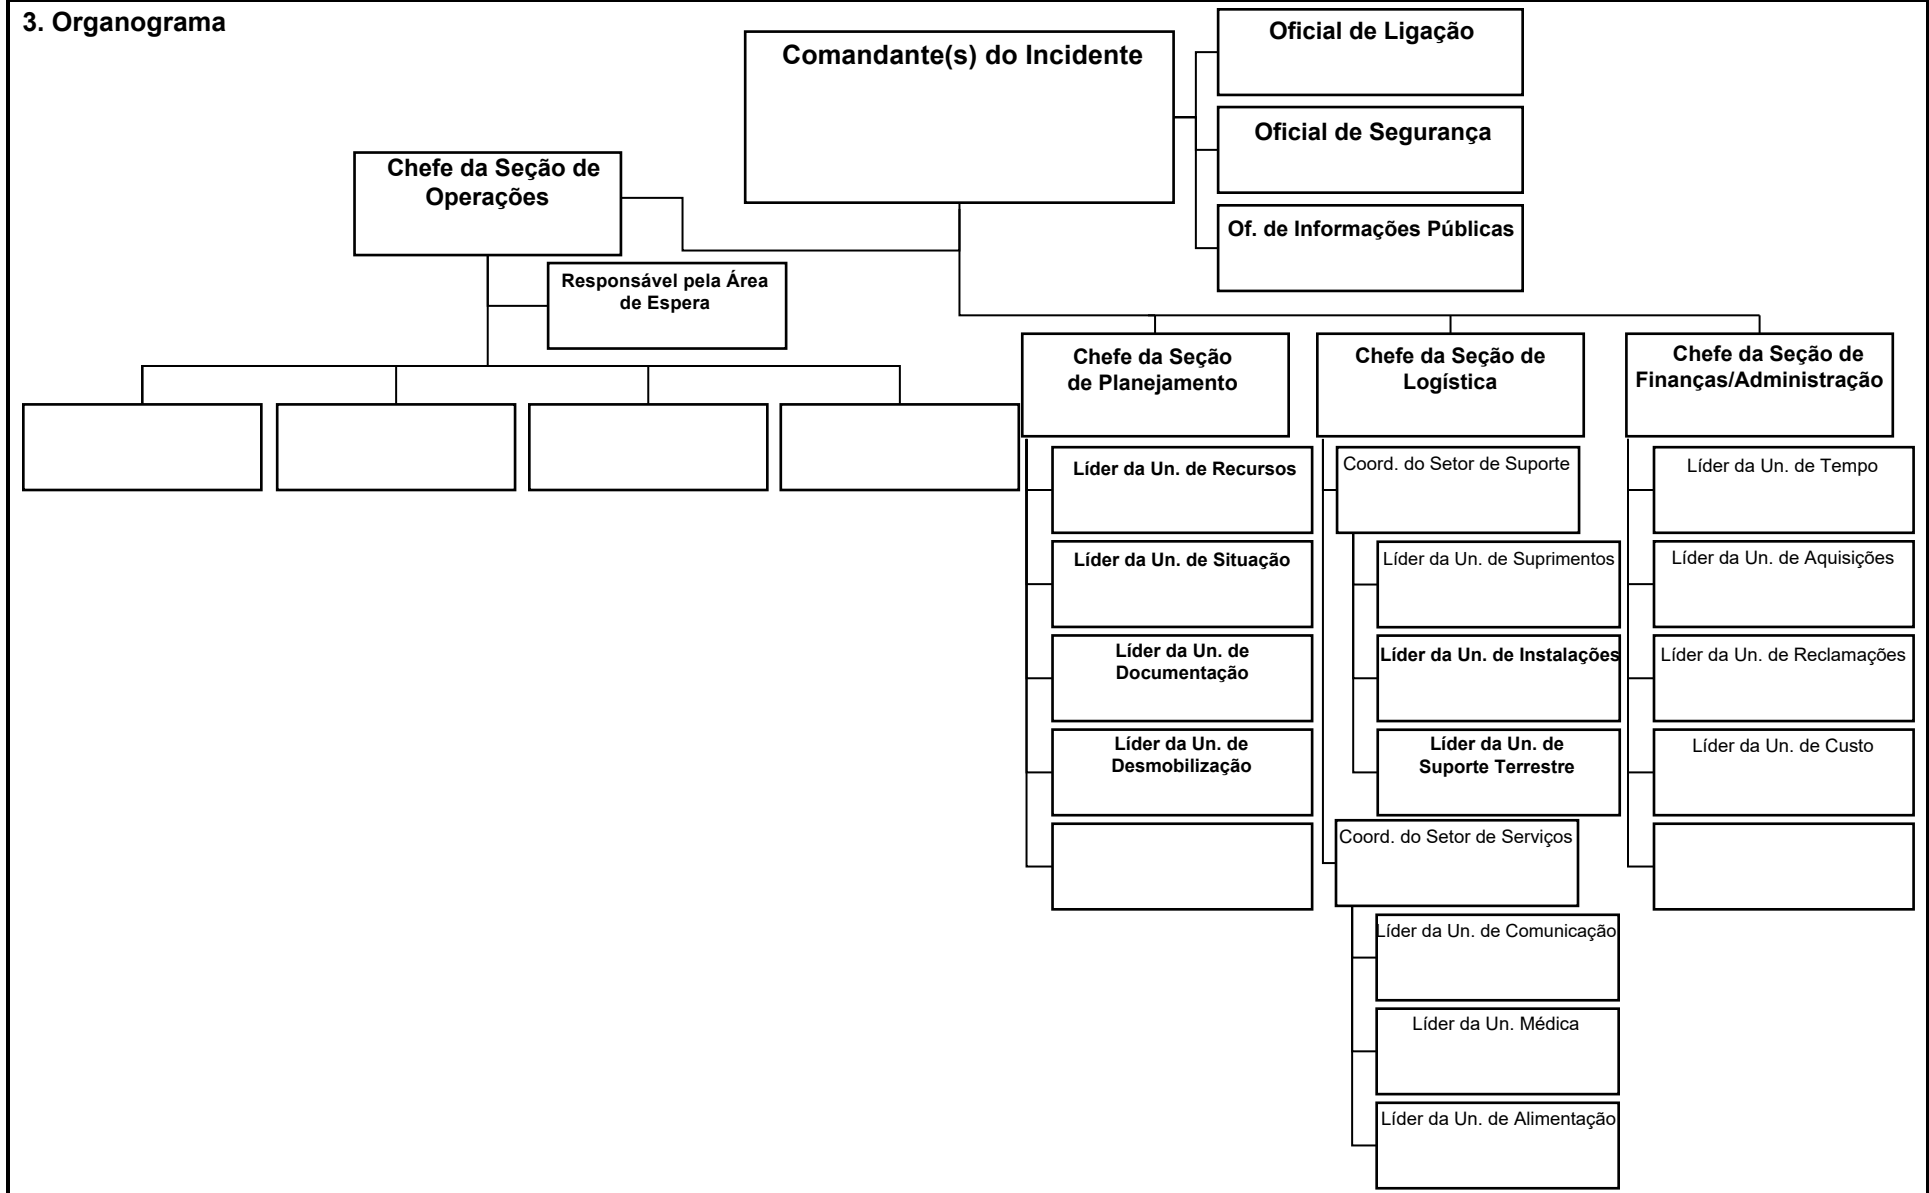 3. Organograma
Comandante(s) do Incidente
Oficial de Ligação
Oficial de Segurança
Of. de Informações Públicas
Chefe da Seção de
Operações
Responsável pela Área
de Espera
Chefe da Seção
de Planejamento
Líder da Un. de Recursos
Líder da Un. de Situação
Líder da Un. de
Documentação
Líder da Un. de
Desmobilização
Chefe da Seção de
Logística
Coord. do Setor de Suporte
Líder da Un. de Suprimentos
Líder da Un. de Instalações
Líder da Un. de
Suporte Terrestre
Coord. do Setor de Serviços
Líder da Un. de Comunicação
Líder da Un. Médica
Líder da Un. de Alimentação
Chefe da Seção de
Finanças/Administração
Líder da Un. de Tempo
Líder da Un. de Aquisições
Líder da Un. de Reclamações
Líder da Un. de Custo